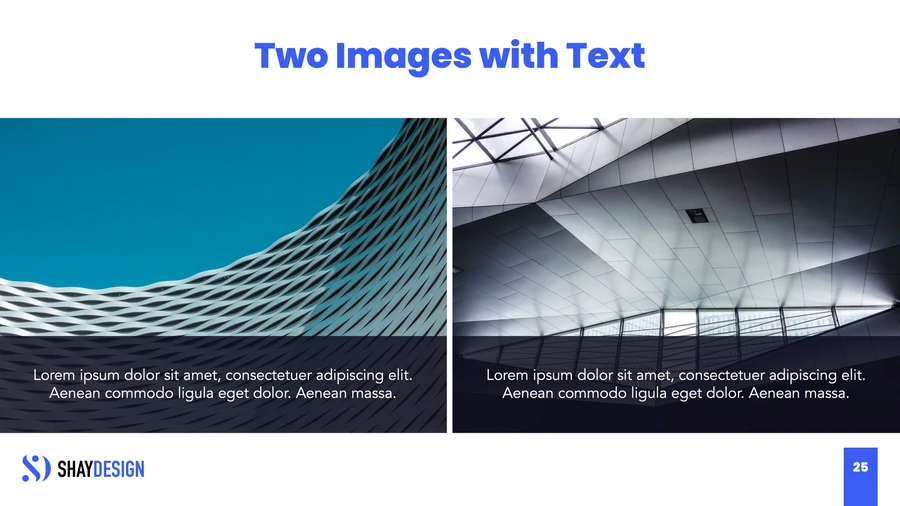 Two Images with Text
Lorem ipsum dolor sit amet, consectetuer adipiscing elit.
Aenean commodo ligula eget dolor. Aenean massa.
Lorem ipsum dolor sit amet, consectetuer adipiscing elit.
Aenean commodo ligula eget dolor. Aenean massa.
SHAYDESIGN
25